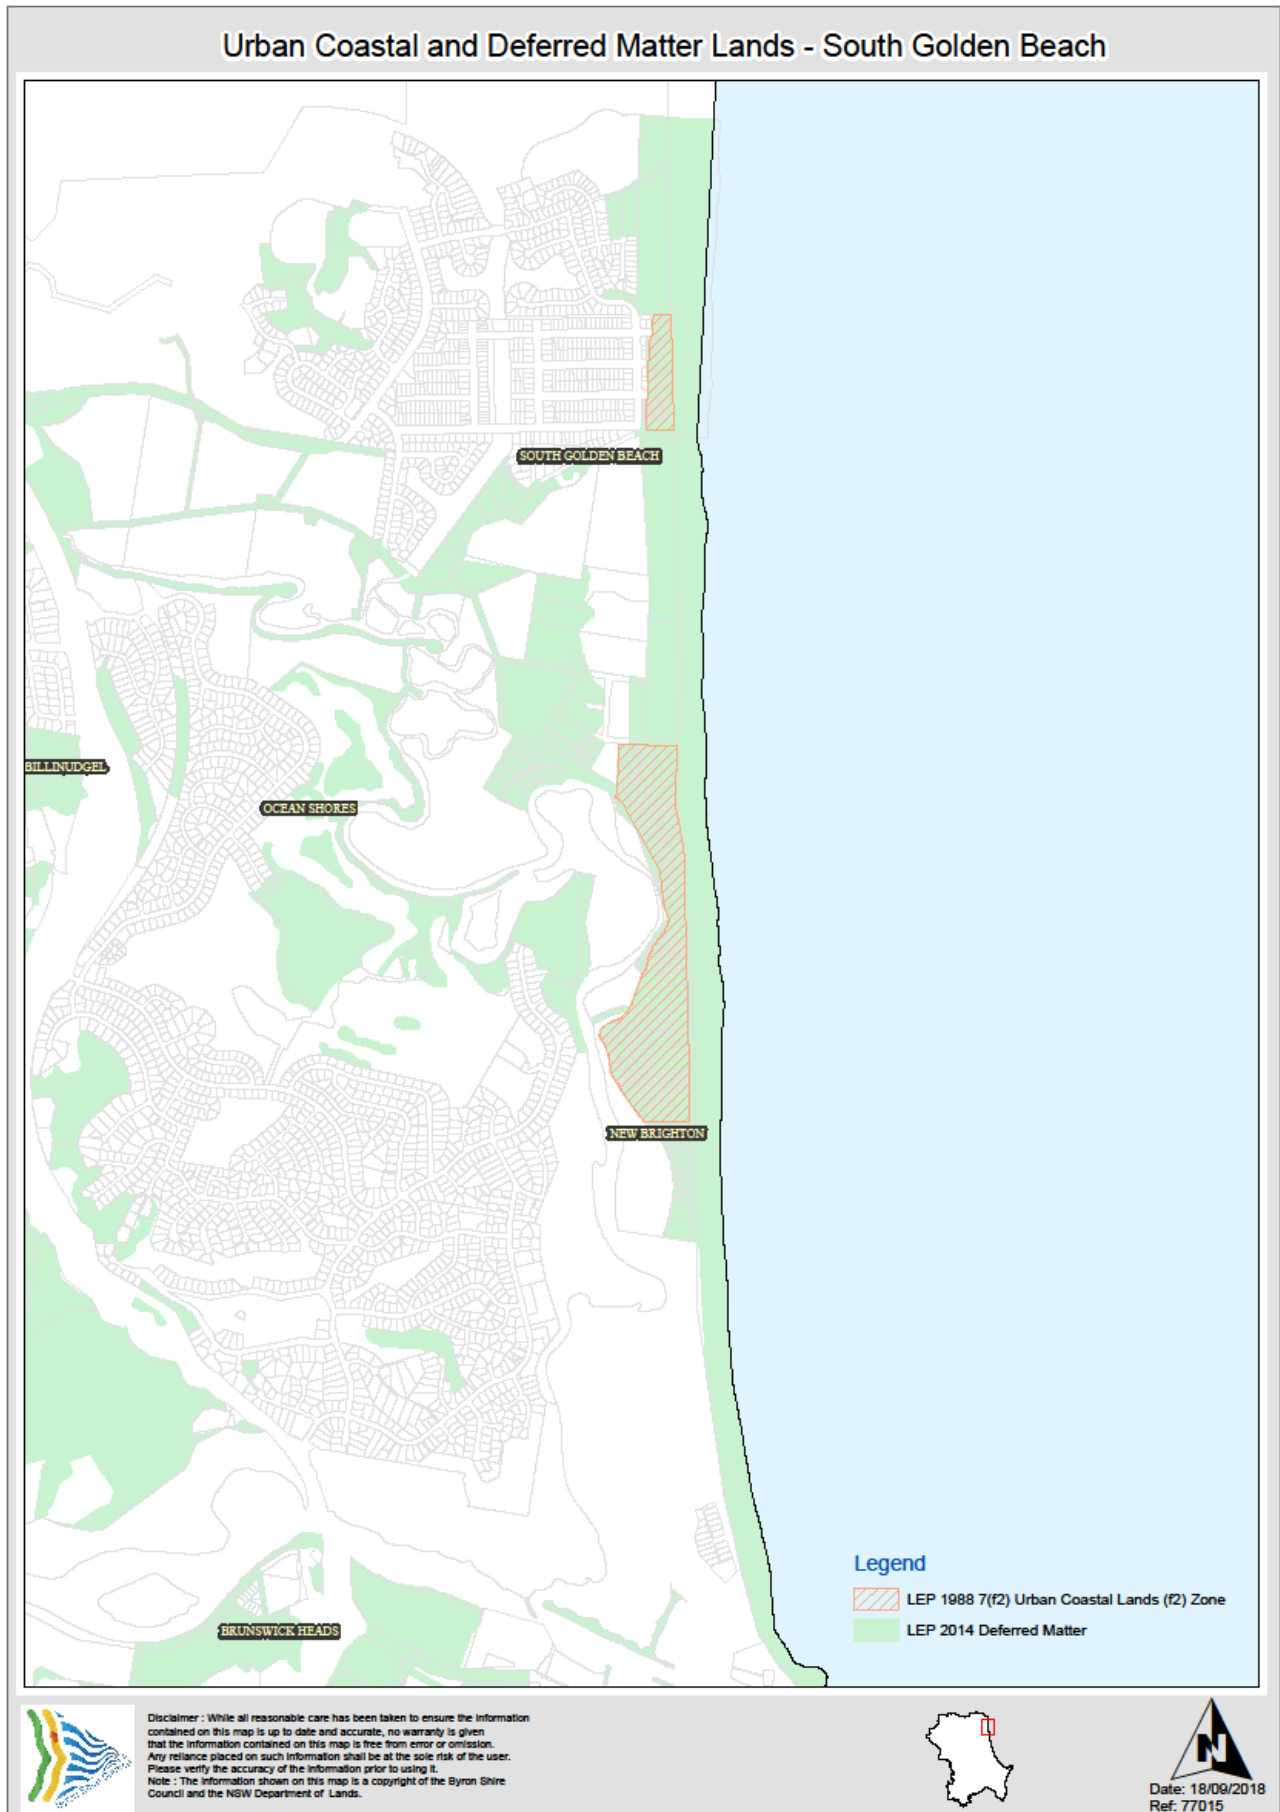 Urban Coastal and Deferred Matter Lands - South Golden Beach
SOUTH GOLDEN BEACH
BILLINUDGEL
OCEAN SHORES
NEW BRIGHTON
BRUNSWICK HEADS
Legend
LEP 1988 7(f2) Urban Coastal Lands (f2) Zone
LEP 2014 Deferred Matter
Disclaimer : While all reasonable care has been taken to ensure the information
contained on this map is up to date and accurate, no warranty is given
that the information contained on this map is free from error or omission.
Any reliance placed on such information shall be at the sole risk of the user.
Please verify the accuracy of the information prior to using it.
Note : The information shown on this map is a copyright of the Byron Shire
Council and the NSW Department of Lands.
N
Date: 18/09/2018
Ref: 77015